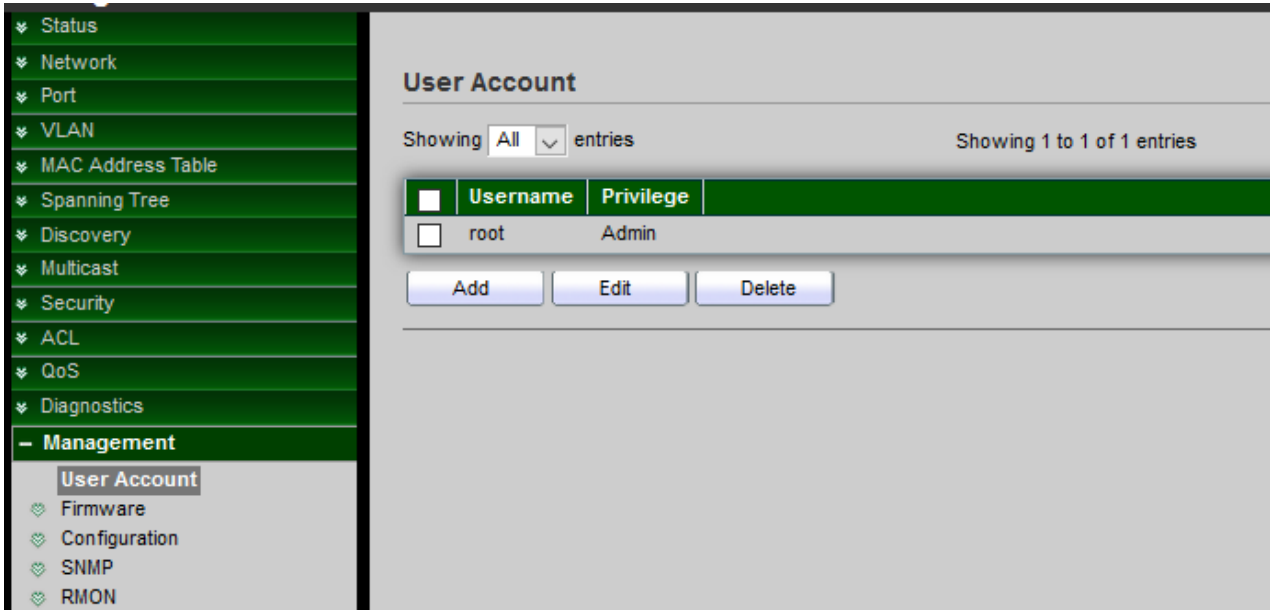 Status
Network
Port
VLAN
MAC Address Table
Spanning Tree
Discovery
Multicast
Security
ACL
QoS
Diagnostics
Management
User Account
Firmware
Configuration
SNMP
RMON
User Account
Showing All entries
Showing 1 to 1 of 1 entries
Username Privilege
root Admin
Add Edit Delete